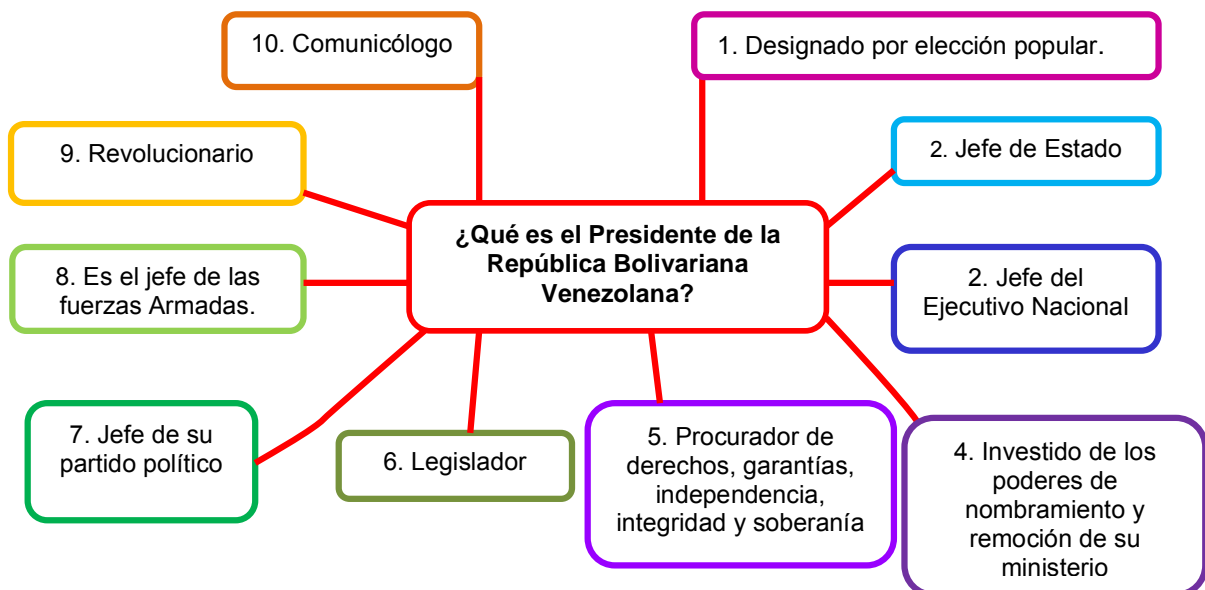 ¿Qué es el Presidente de la
República Bolivariana
Venezolana?
1. Designado por elección popular.
2. Jefe de Estado
2. Jefe del
Ejecutivo Nacional
4. Investido de los
poderes de
nombramiento y
remoción de su
ministerio
5. Procurador de
derechos, garantías,
independencia,
integridad y soberanía
6. Legislador
7. Jefe de su
partido político
8. Es el jefe de las
fuerzas Armadas.
9. Revolucionario
10. Comunicólogo